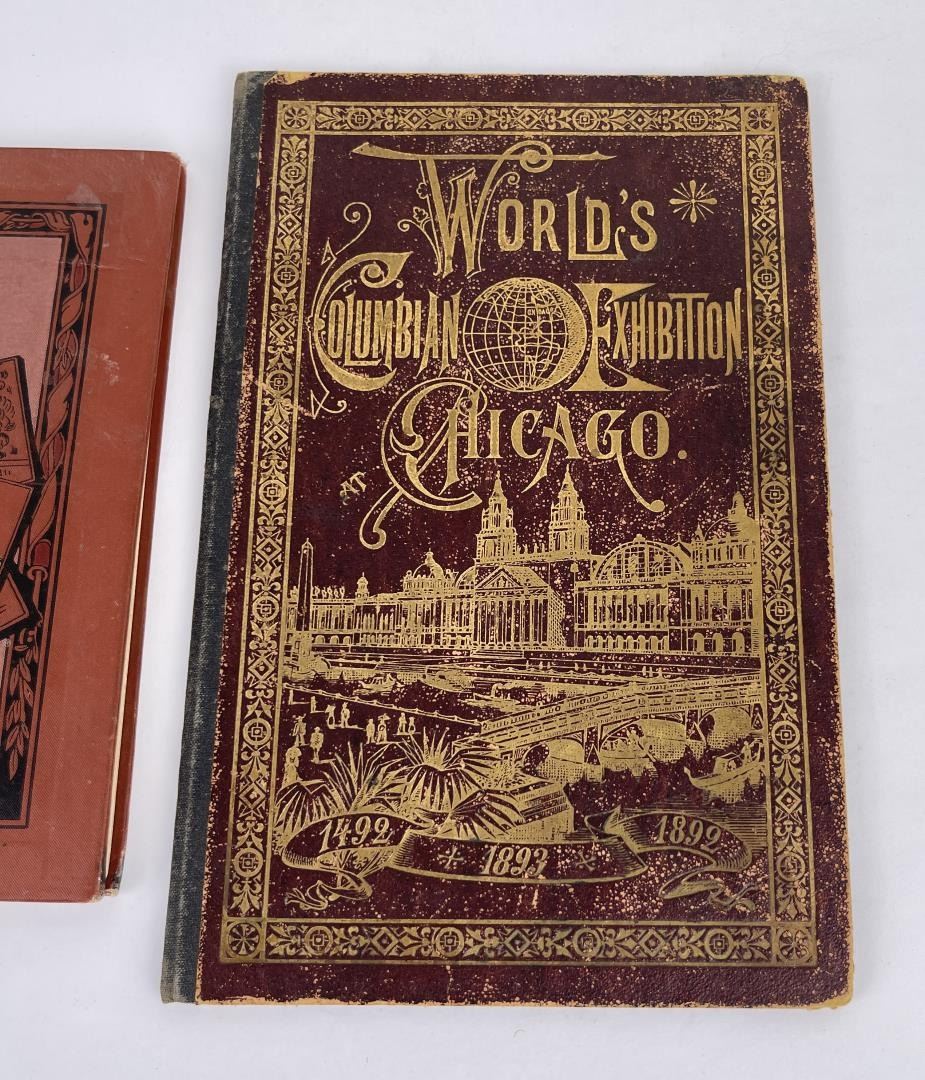 WORLD'S
COLUMBIAN EXHIBITION
AT CHICAGO.
1492 1893 1892